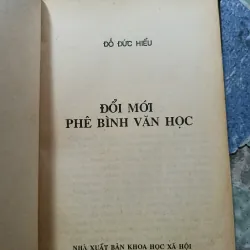 ĐỖ ĐỨC HIỂU
ĐỔI MỚI
PHÊ BÌNH VĂN HỌC
NHÀ XUẤT BẢN KHOA HỌC XÃ HỘI